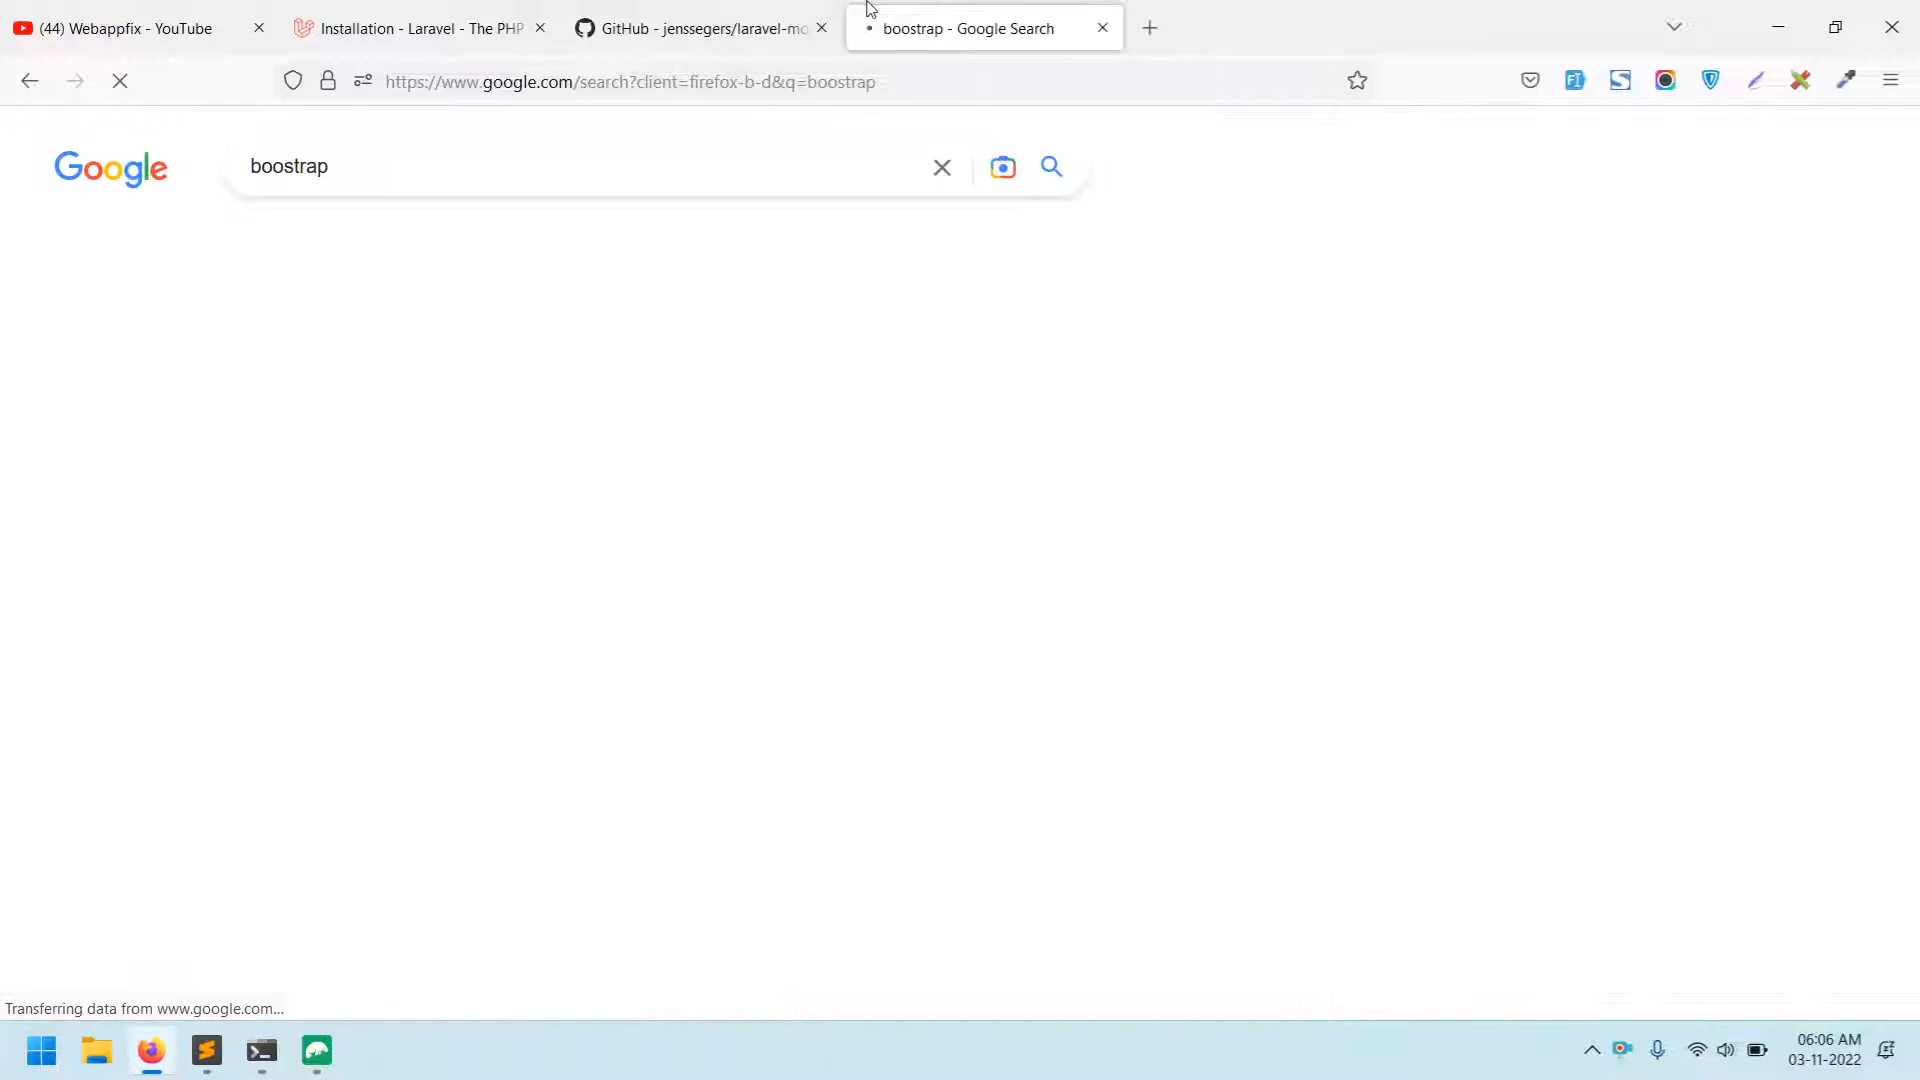 (44) Webappfix - YouTube
Installation - Laravel - The PHP
GitHub - jenssegers/laravel-mo
boostrap - Google Search
https://www.google.com/search?client=firefox-b-d&q=boostrap
Google
boostrap
Transferring data from www.google.com...
06:06 AM
03-11-2022